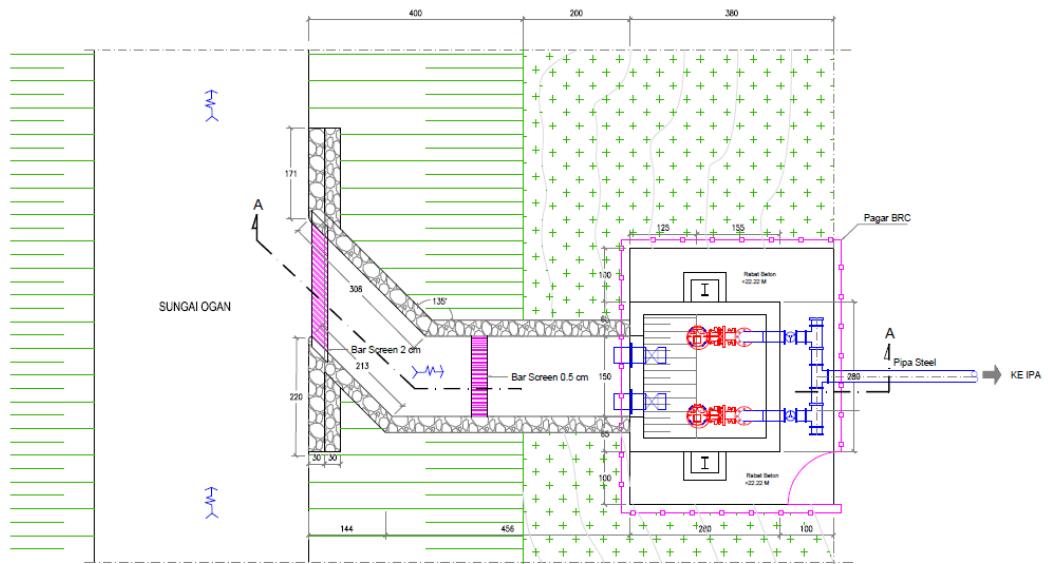 400
200
380
171
A
Pagar BRC
125
155
100
Rabat Beton
+22.22 M
SUNGAI OGAN
308
135°
A
Bar Screen 2 cm
213
Bar Screen 0.5 cm
150
Pipa Steel
280
KE IPA
220
30
30
100
Rabat Beton
+22.22 M
144
456
100